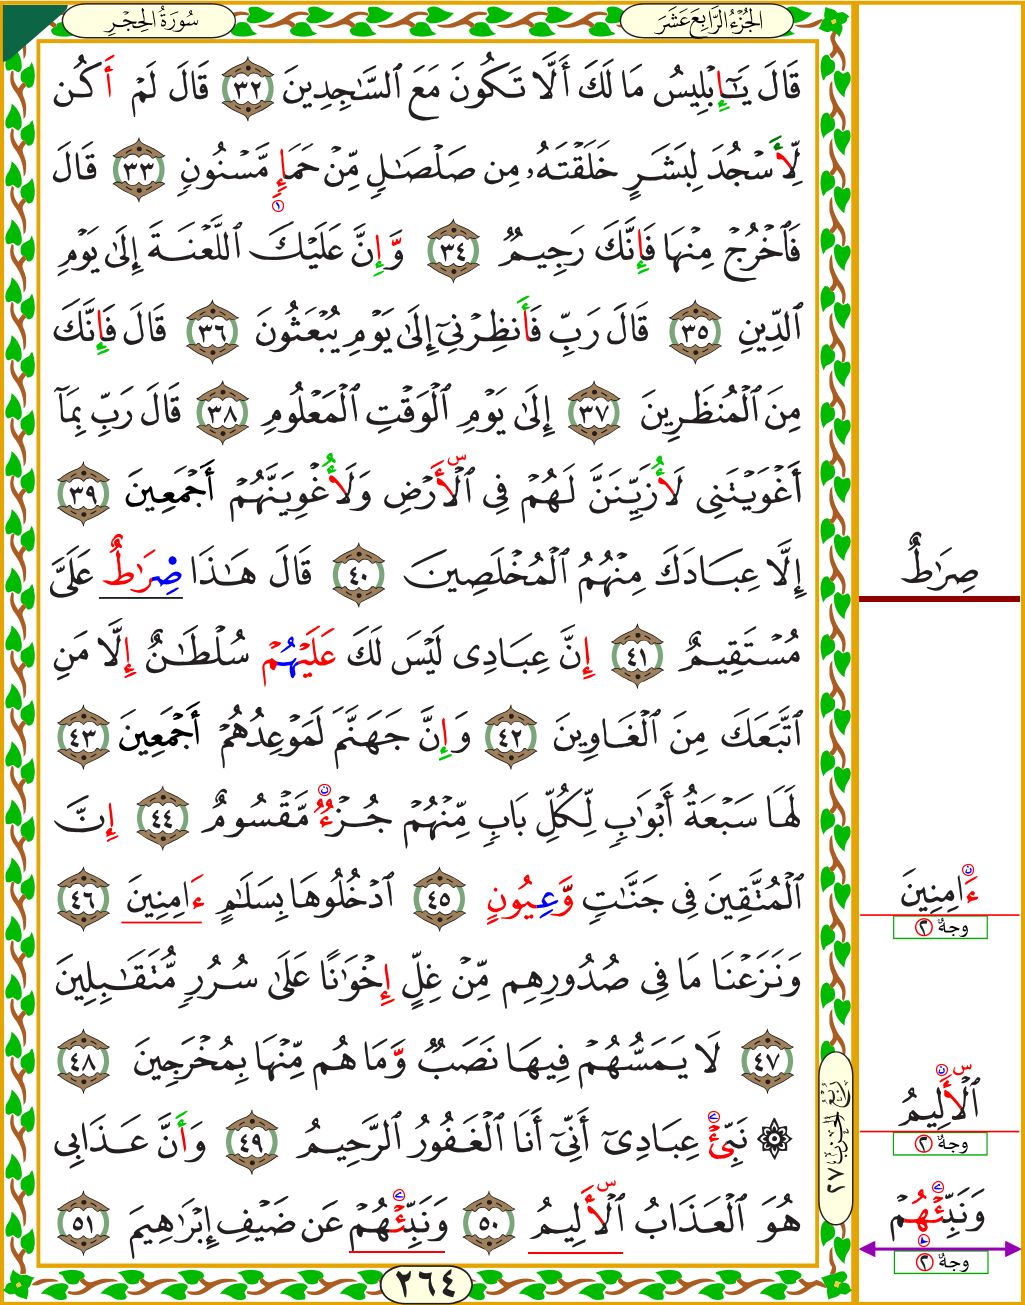 سُورَةُ الحِجْرِ
الجُزْءُ الرَّابِعَ عَشَرَ
قَالَ يَـٰٓإِبْلِيسُ مَا لَكَ أَلَّا تَكُونَ مَعَ ٱلسَّـٰجِدِينَ ٣٢ قَالَ لَمْ أَكُن
لِّأَسْجُدَ لِبَشَرٍ خَلَقْتَهُۥ مِن صَلْصَـٰلٍ مِّنْ حَمَإٍ مَّسْنُونٍ ٣٣ قَالَ
١
فَٱخْرُجْ مِنْهَا فَإِنَّكَ رَجِيمٌ ٣٤ وَّإِنَّ عَلَيْكَ ٱللَّعْنَةَ إِلَىٰ يَوْمِ
ٱلدِّينِ ٣٥ قَالَ رَبِّ فَأَنظِرْنِىٓ إِلَىٰ يَوْمِ يُبْعَثُونَ ٣٦ قَالَ فَإِنَّكَ
مِنَ ٱلْمُنظَرِينَ ٣٧ إِلَىٰ يَوْمِ ٱلْوَقْتِ ٱلْمَعْلُومِ ٣٨ قَالَ رَبِّ بِمَآ
أَغْوَيْتَنِى لَأُزَيِّنَنَّ لَهُمْ فِى ٱلْأَرْضِ وَلَأُغْوِيَنَّهُمْ أَجْمَعِينَ ٣٩
إِلَّا عِبَادَكَ مِنْهُمُ ٱلْمُخْلَصِينَ ٤٠ قَالَ هَـٰذَا صِرَٰطٌ عَلَىَّ
مُسْتَقِيمٌ ٤١ إِنَّ عِبَادِى لَيْسَ لَكَ عَلَيْهُمْ سُلْطَـٰنٌ إِلَّا مَنِ
ٱتَّبَعَكَ مِنَ ٱلْغَاوِينَ ٤٢ وَإِنَّ جَهَنَّمَ لَمَوْعِدُهُمْ أَجْمَعِينَ ٤٣
لَهَا سَبْعَةُ أَبْوَٰبٍ لِّكُلِّ بَابٍ مِّنْهُمْ جُزْءٌ مَّقْسُومٌ ٤٤ إِنَّ
ٱلْمُتَّقِينَ فِى جَنَّـٰتٍ وَّعِيُونٍ ٤٥ ٱدْخُلُوهَا بِسَلَـٰمٍ ءَامِنِينَ ٤٦
وَنَزَعْنَا مَا فِى صُدُورِهِم مِّنْ غِلٍّ إِخْوَٰنًا عَلَىٰ سُرُرٍ مُّتَقَـٰبِلِينَ
٤٧ لَا يَمَسُّهُمْ فِيهَا نَصَبٌ وَّمَا هُم مِّنْهَا بِمُخْرَجِينَ ٤٨
۞ نَبِّئْ عِبَادِىٓ أَنِّىٓ أَنَا ٱلْغَفُورُ ٱلرَّحِيمُ ٤٩ وَأَنَّ عَذَابِى
هُوَ ٱلْعَذَابُ ٱلْأَلِيمُ ٥٠ وَنَبِّئْهُمْ عَن ضَيْفِ إِبْرَٰهِيمَ ٥١
٢٦٤
رُبْعُ الحِزْبِ ٢٧
صِرَٰطٌ
ءَامِنِينَ
وجهٌ ٢
ٱلْأَلِيمُ
وجهٌ ٢
وَنَبِّئْهُمْ
وجهٌ ٢